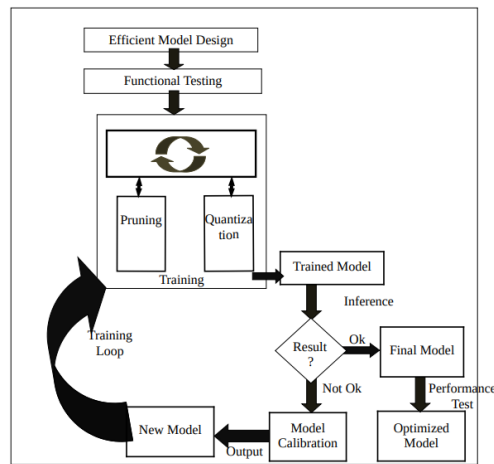 Efficient Model Design
Functional Testing
Pruning
Quantiza
tion
Training
Trained Model
Inference
Training
Loop
Result
?
Ok
Final Model
Not Ok
Performance
Test
New Model
Output
Model
Calibration
Optimized
Model